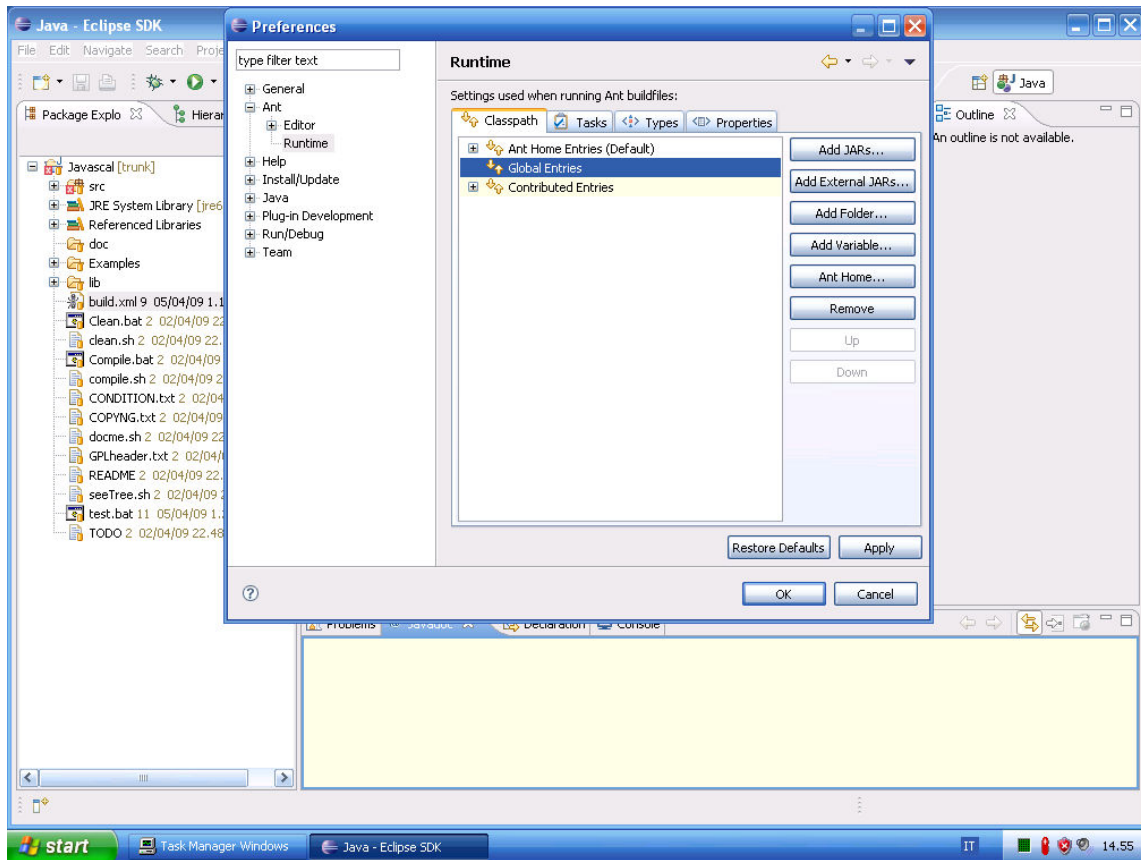 Java - Eclipse SDK
File Edit Navigate Search Proje
Package Explo
Hierar
Javascal [trunk]
src
JRE System Library [jre6
Referenced Libraries
doc
Examples
lib
build.xml 9 05/04/09 1.1
Clean.bat 2 02/04/09 22
clean.sh 2 02/04/09 22.
Compile.bat 2 02/04/09
compile.sh 2 02/04/09 2
CONDITION.txt 2 02/04
COPYNG.txt 2 02/04/09
docme.sh 2 02/04/09 22
GPLheader.txt 2 02/04/
README 2 02/04/09 22.
seeTree.sh 2 02/04/09 2
test.bat 11 05/04/09 1.
TODO 2 02/04/09 22.48
Preferences
type filter text
General
Ant
Editor
Runtime
Help
Install/Update
Java
Plug-in Development
Run/Debug
Team
Runtime
Settings used when running Ant buildfiles:
Classpath Tasks Types Properties
Ant Home Entries (Default)
Global Entries
Contributed Entries
Add JARs...
Add External JARs...
Add Folder...
Add Variable...
Ant Home...
Remove
Up
Down
Restore Defaults Apply
OK Cancel
Java
Outline
An outline is not available.
Problems Javadoc Declaration Console
start Task Manager Windows Java - Eclipse SDK IT 14.55